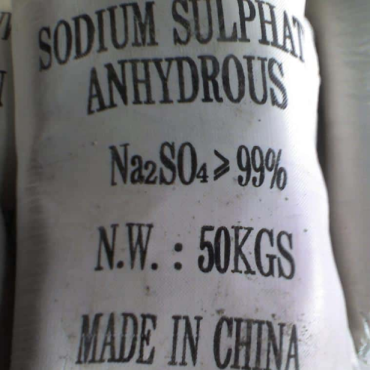 SODIUM SULPHAT
ANHYDROUS
Na2SO4≥99%
N.W. : 50KGS
MADE IN CHINA